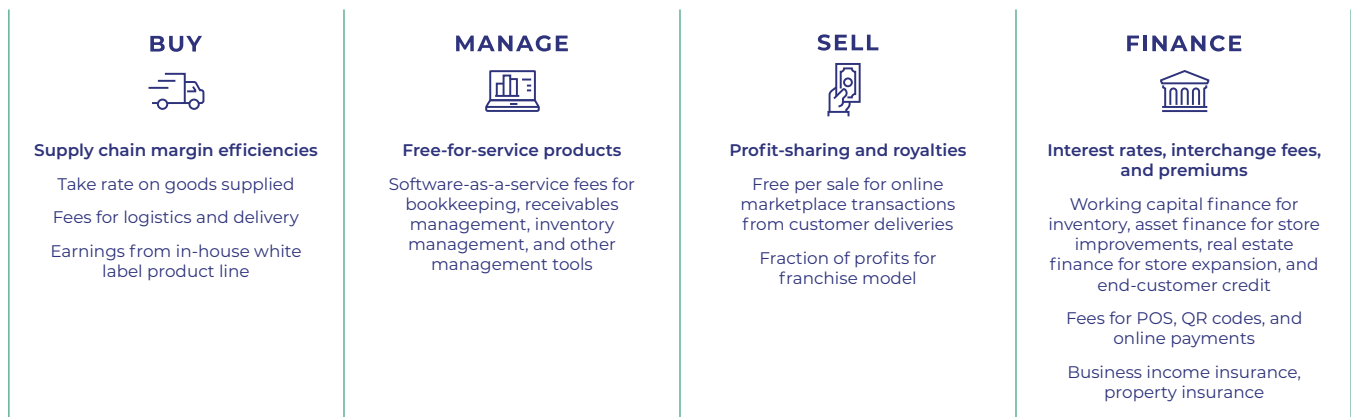 BUY
Supply chain margin efficiencies
Take rate on goods supplied
Fees for logistics and delivery
Earnings from in-house white
label product line
MANAGE
Free-for-service products
Software-as-a-service fees for
bookkeeping, receivables
management, inventory
management, and other
management tools
SELL
Profit-sharing and royalties
Free per sale for online
marketplace transactions
from customer deliveries
Fraction of profits for
franchise model
FINANCE
Interest rates, interchange fees,
and premiums
Working capital finance for
inventory, asset finance for store
improvements, real estate
finance for store expansion, and
end-customer credit
Fees for POS, QR codes, and
online payments
Business income insurance,
property insurance